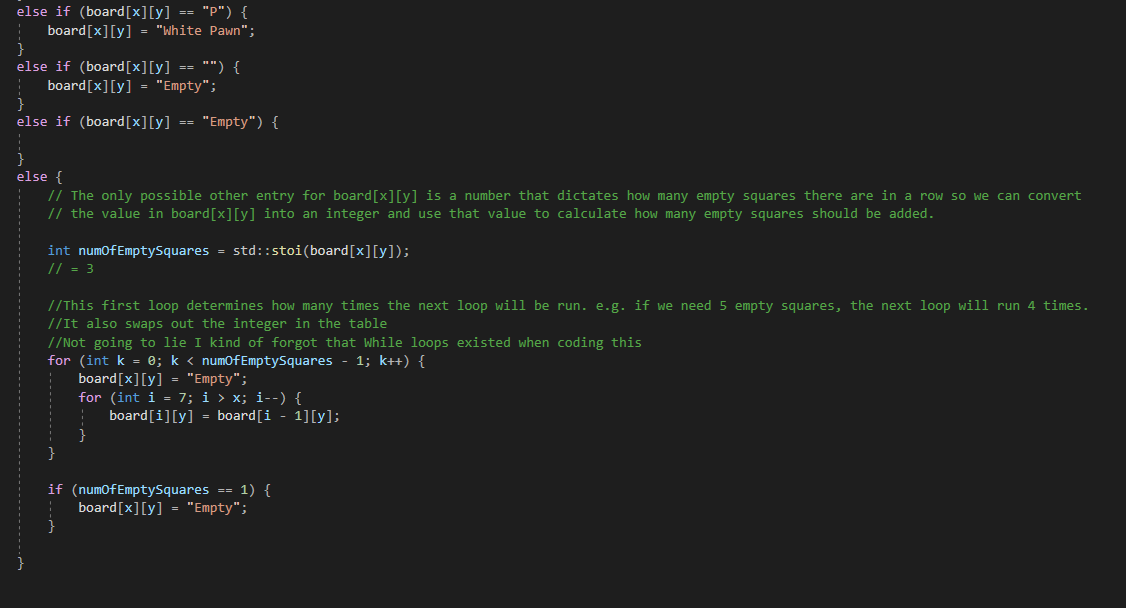 else if (board[x][y] == "P") {
board[x][y] = "White Pawn";
}
else if (board[x][y] == "") {
board[x][y] = "Empty";
}
else if (board[x][y] == "Empty") {
}
else {
// The only possible other entry for board[x][y] is a number that dictates how many empty squares there are in a row so we can convert
// the value in board[x][y] into an integer and use that value to calculate how many empty squares should be added.
int numOfEmptySquares = std::stoi(board[x][y]);
// = 3
//This first loop determines how many times the next loop will be run. e.g. if we need 5 empty squares, the next loop will run 4 times.
//It also swaps out the integer in the table
//Not going to lie I kind of forgot that While loops existed when coding this
for (int k = 0; k < numOfEmptySquares - 1; k++) {
board[x][y] = "Empty";
for (int i = 7; i > x; i--) {
board[i][y] = board[i - 1][y];
}
}
if (numOfEmptySquares == 1) {
board[x][y] = "Empty";
}
}